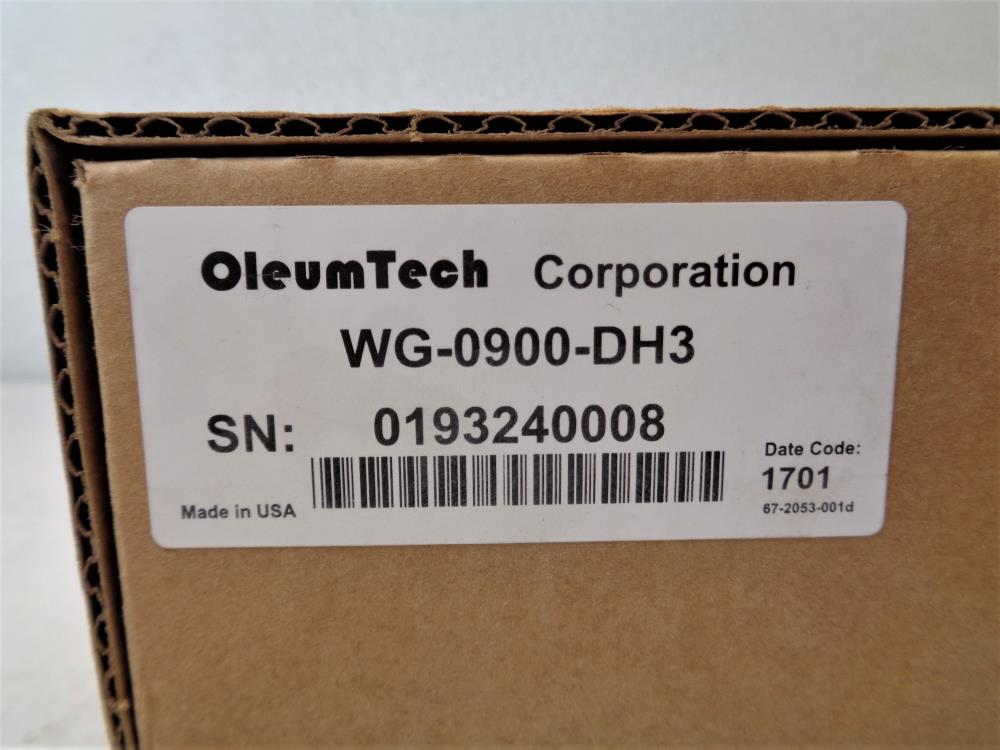 OleumTech Corporation
WG-0900-DH3
SN: 0193240008
Date Code:
1701
Made in USA
67-2053-001d